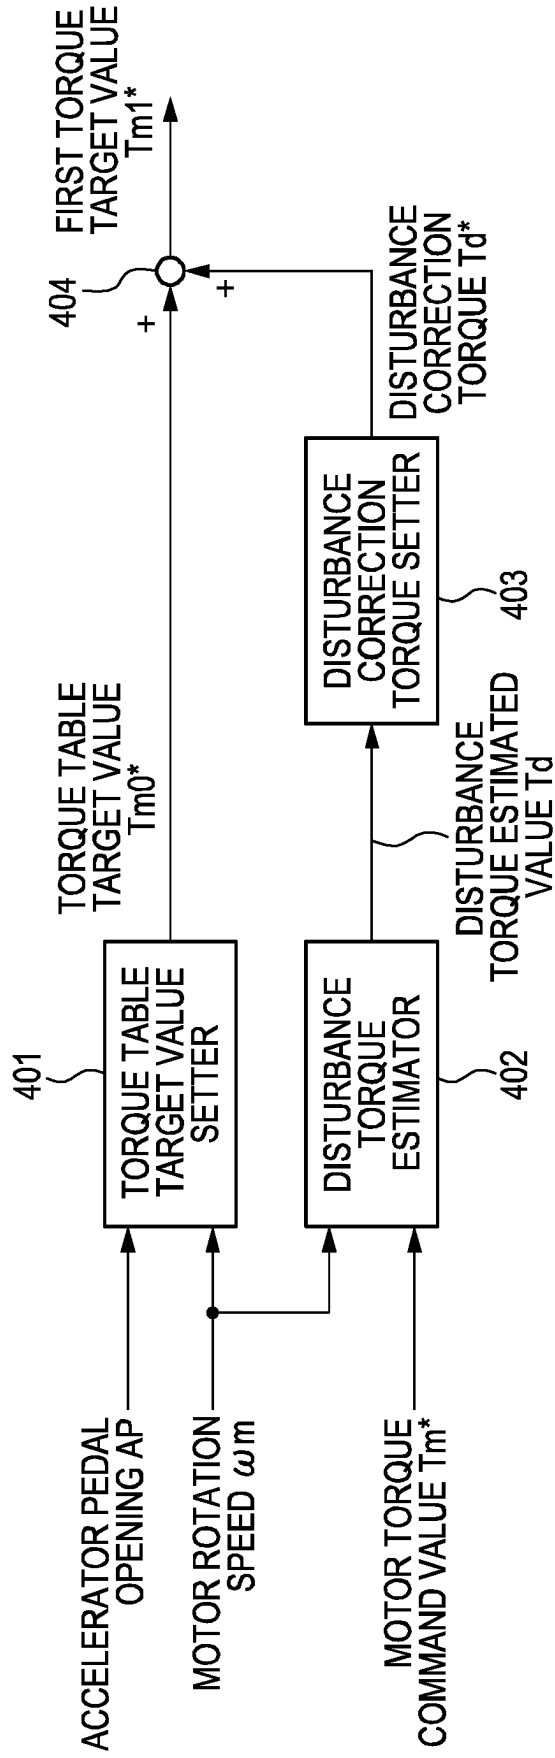 ACCELERATOR PEDAL
OPENING AP
MOTOR ROTATION
SPEED ωm
MOTOR TORQUE
COMMAND VALUE Tm*
401
TORQUE TABLE
TARGET VALUE
SETTER
DISTURBANCE
TORQUE
ESTIMATOR
402
TORQUE TABLE
TARGET VALUE
Tm0*
DISTURBANCE
TORQUE ESTIMATED
VALUE Td
DISTURBANCE
CORRECTION
TORQUE SETTER
403
DISTURBANCE
CORRECTION
TORQUE Td*
404
+
+
FIRST TORQUE
TARGET VALUE
Tm1*